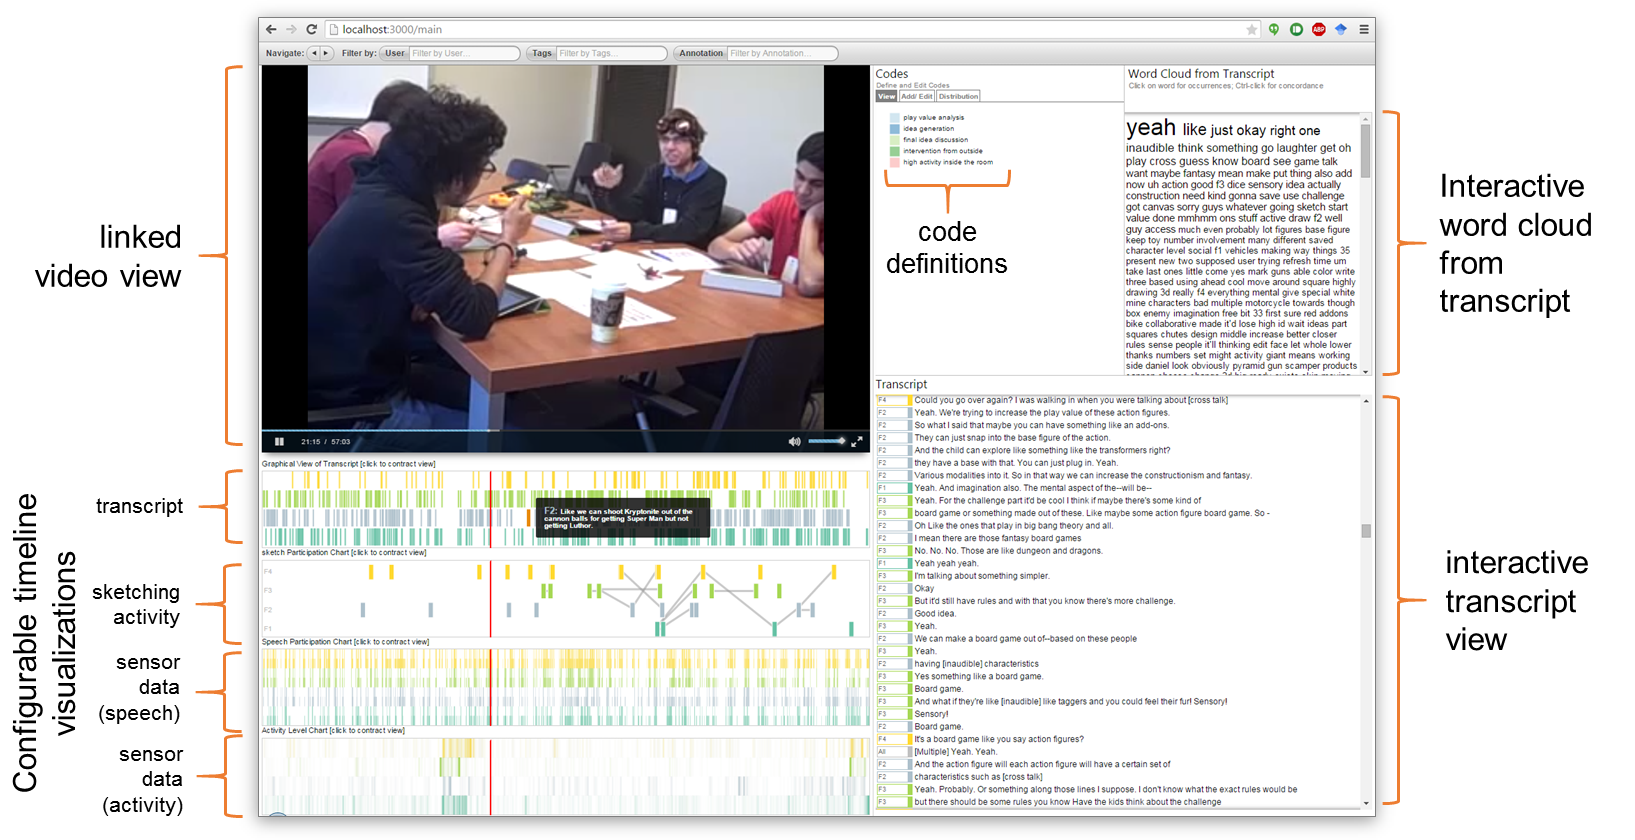 localhost:3000/main
Navigate:
Filter by:
User
Filter by User...
Tags
Filter by Tags...
Annotation
Filter by Annotation...
linked
video view
21:15 / 57:03
Codes
Define and Edit Codes
View
Add/ Edit
Distribution
play value analysis
idea generation
final idea discussion
intervention from outside
high activity inside the room
code
definitions
Word Cloud from Transcript
Click on word for occurrences; Ctrl-click for concordance
yeah like just okay right one
inaudible think something go laughter get oh
play cross guess know board see game talk
want maybe fantasy mean make put thing also add
now uh action good f3 dice sensory idea actually
construction need kind gonna save use challenge
got canvas sorry guys whatever going sketch start
value done mmhmm ons stuff active draw f2 well
guy access much even probably lot figures base figure
keep toy number involvement many different saved
character level social f1 vehicles making way things 35
present new two supposed user trying refresh time um
take last ones little come yes mark guns able color write
three based using ahead cool move around square highly
drawing 3d really f4 everything mental give special white
mine characters bad multiple motorcycle towards though
box enemy imagination free bit 33 first sure red addons
bike collaborative made it'd lose high id wait ideas part
squares chutes design middle increase better closer
rules sense people it'll thinking edit face let whole lower
thanks numbers set might activity giant means working
side daniel look obviously pyramid gun scamper products
Interactive
word cloud
from
transcript
Configurable timeline
visualizations
transcript
Graphical View of Transcript [click to contract view]
F2: Like we can shoot Kryptonite out of the
cannon balls for getting Super Man but not
getting Luthor.
sketching
activity
sketch Participation Chart [click to contract view]
F4
F3
F2
F1
sensor
data
(speech)
Speech Participation Chart [click to contract view]
sensor
data
(activity)
Activity Level Chart [click to contract view]
Transcript
F4 Could you go over again? I was walking in when you were talking about [cross talk]
F2 Yeah. We're trying to increase the play value of these action figures.
F2 So what I said that maybe you can have something like an add-ons.
F2 They can just snap into the base figure of the action.
F2 And the child can explore like something like the transformers right?
F2 they have a base with that. You can just plug in. Yeah.
F2 Various modalities into it. So in that way we can increase the constructionism and fantasy.
F1 Yeah. And imagination also. The mental aspect of the--will be--
F3 Yeah. For the challenge part it'd be cool I think if maybe there's some kind of
F3 board game or something made out of these. Like maybe some action figure board game. So -
F2 Oh Like the ones that play in big bang theory and all.
F2 I mean there are those fantasy board games
F3 No. No. No. Those are like dungeon and dragons.
F1 Yeah yeah yeah.
F3 I'm talking about something simpler.
F2 Okay
F3 But it'd still have rules and with that you know there's more challenge.
F2 Good idea.
F3 Yeah.
F2 We can make a board game out of--based on these people
F3 Yeah.
F2 having [inaudible] characteristics
F3 Yes something like a board game.
F3 Board game.
F3 And what if they're like [inaudible] like taggers and you could feel their fur! Sensory!
F3 Sensory!
F2 Board game.
F4 It's a board game like you say action figures?
All [Multiple] Yeah. Yeah.
F2 And the action figure will each action figure will have a certain set of
F2 characteristics such as [cross talk]
F3 Yeah. Probably. Or something along those lines I suppose. I don't know what the exact rules would be
F3 but there should be some rules you know Have the kids think about the challenge
interactive
transcript
view